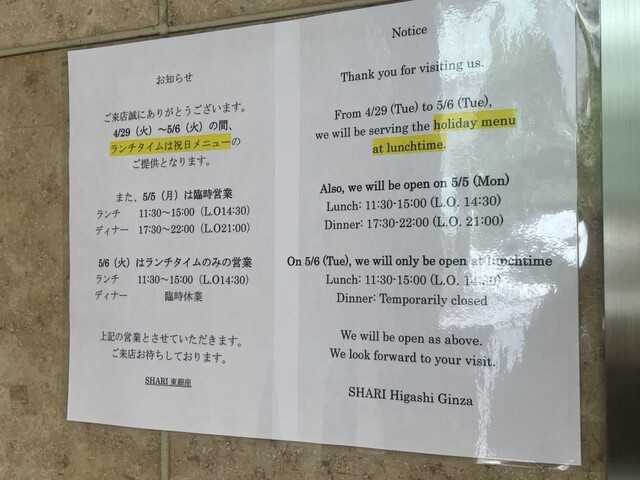 お知らせ
ご来店誠にありがとうございます。
4/29（火）～5/6（火）の間、
ランチタイムは祝日メニューの
ご提供となります。
また、5/5（月）は臨時営業
ランチ 11:30～15:00（L.O14:30）
ディナー 17:30～22:00（L.O21:00）
5/6（火）はランチタイムのみの営業
ランチ 11:30～15:00（L.O14:30）
ディナー 臨時休業
上記の営業とさせていただきます。
ご来店お待ちしております。
SHARI 東銀座
Notice
Thank you for visiting us.
From 4/29 (Tue) to 5/6 (Tue),
we will be serving the holiday menu
at lunchtime.
Also, we will be open on 5/5 (Mon)
Lunch: 11:30-15:00 (L.O. 14:30)
Dinner: 17:30-22:00 (L.O. 21:00)
On 5/6 (Tue), we will only be open at lunchtime
Lunch: 11:30-15:00 (L.O. 14:30)
Dinner: Temporarily closed
We will be open as above.
We look forward to your visit.
SHARI Higashi Ginza